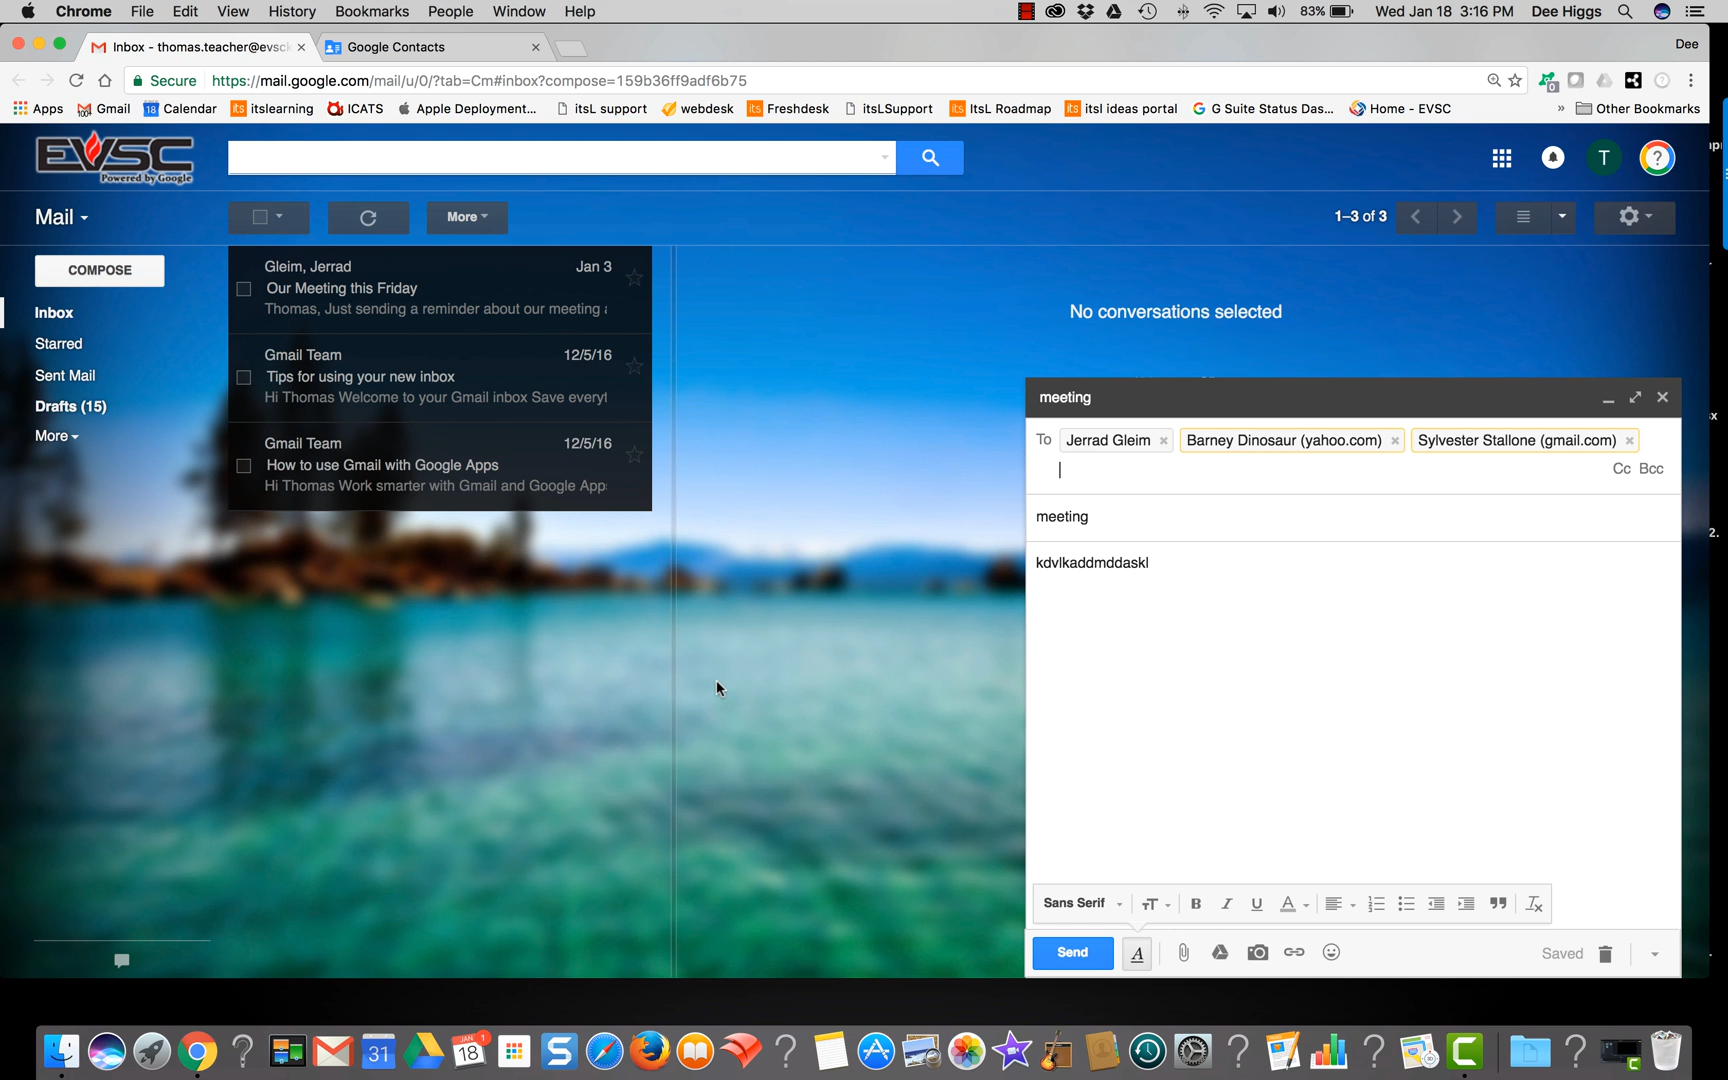 Chrome File Edit View History Bookmarks People Window Help 83% Wed Jan 18 3:16 PM Dee Higgs
Inbox - thomas.teacher@evsck Google Contacts Dee
Secure https://mail.google.com/mail/u/0/?tab=Cm#inbox?compose=159b36ff9adf6b75
Apps Gmail Calendar itslearning ICATS Apple Deployment... itsL support webdesk Freshdesk itsLSupport ItsL Roadmap itsl ideas portal G Suite Status Das... Home - EVSC » Other Bookmarks
EVSC
Powered by Google
T ?
Mail More 1–3 of 3
COMPOSE
Inbox
Starred
Sent Mail
Drafts (15)
More
Gleim, Jerrad Jan 3
Our Meeting this Friday
Thomas, Just sending a reminder about our meeting
Gmail Team 12/5/16
Tips for using your new inbox
Hi Thomas Welcome to your Gmail inbox Save everyt
Gmail Team 12/5/16
How to use Gmail with Google Apps
Hi Thomas Work smarter with Gmail and Google App
No conversations selected
meeting
To Jerrad Gleim × Barney Dinosaur (yahoo.com) × Sylvester Stallone (gmail.com) ×
Cc Bcc
meeting
kdvlkaddmddaskl
Sans Serif B I U A
Send A Saved
JAN 18 31 1